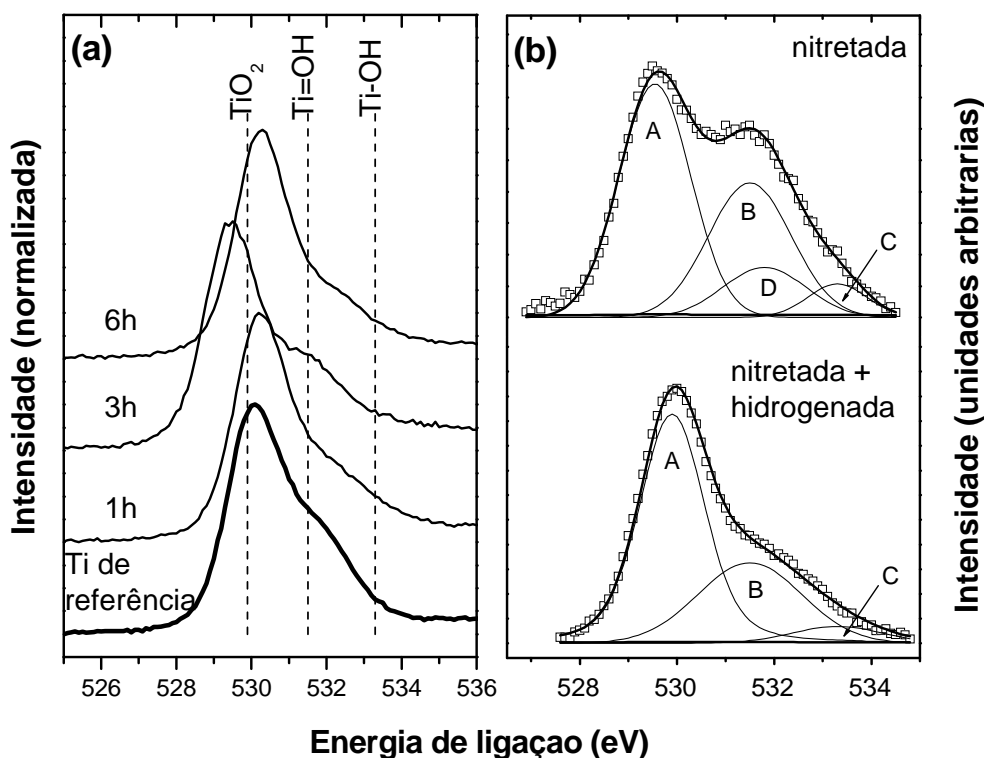 Intensidade (normalizada)
(a)
TiO2
Ti=OH
Ti-OH
6h
3h
1h
Ti de
referência
526 528 530 532 534 536
(b)
nitretada
A
B
D
C
nitretada +
hidrogenada
A
B
C
528 530 532 534
Intensidade (unidades arbitrarias)
Energia de ligaçao (eV)